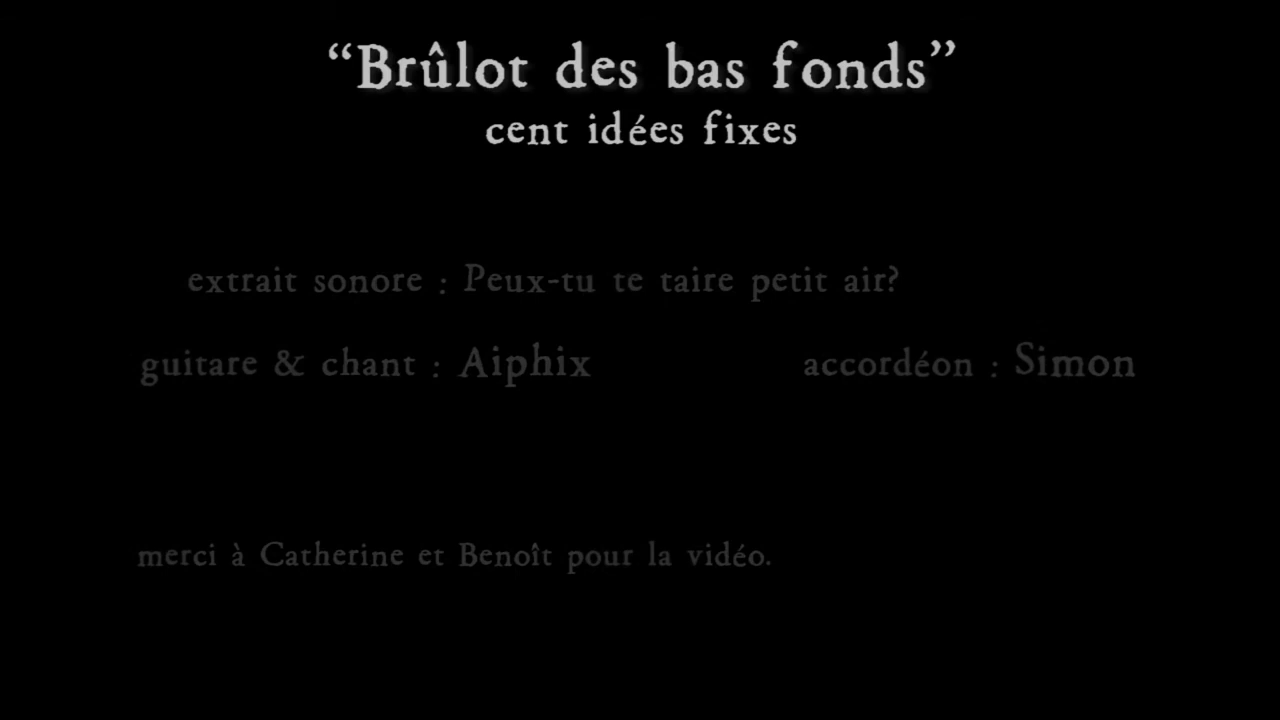 “Brûlot des bas fonds”
cent idées fixes
extrait sonore : Peux-tu te taire petit air?
guitare & chant : Aiphix accordéon : Simon
merci à Catherine et Benoît pour la vidéo.